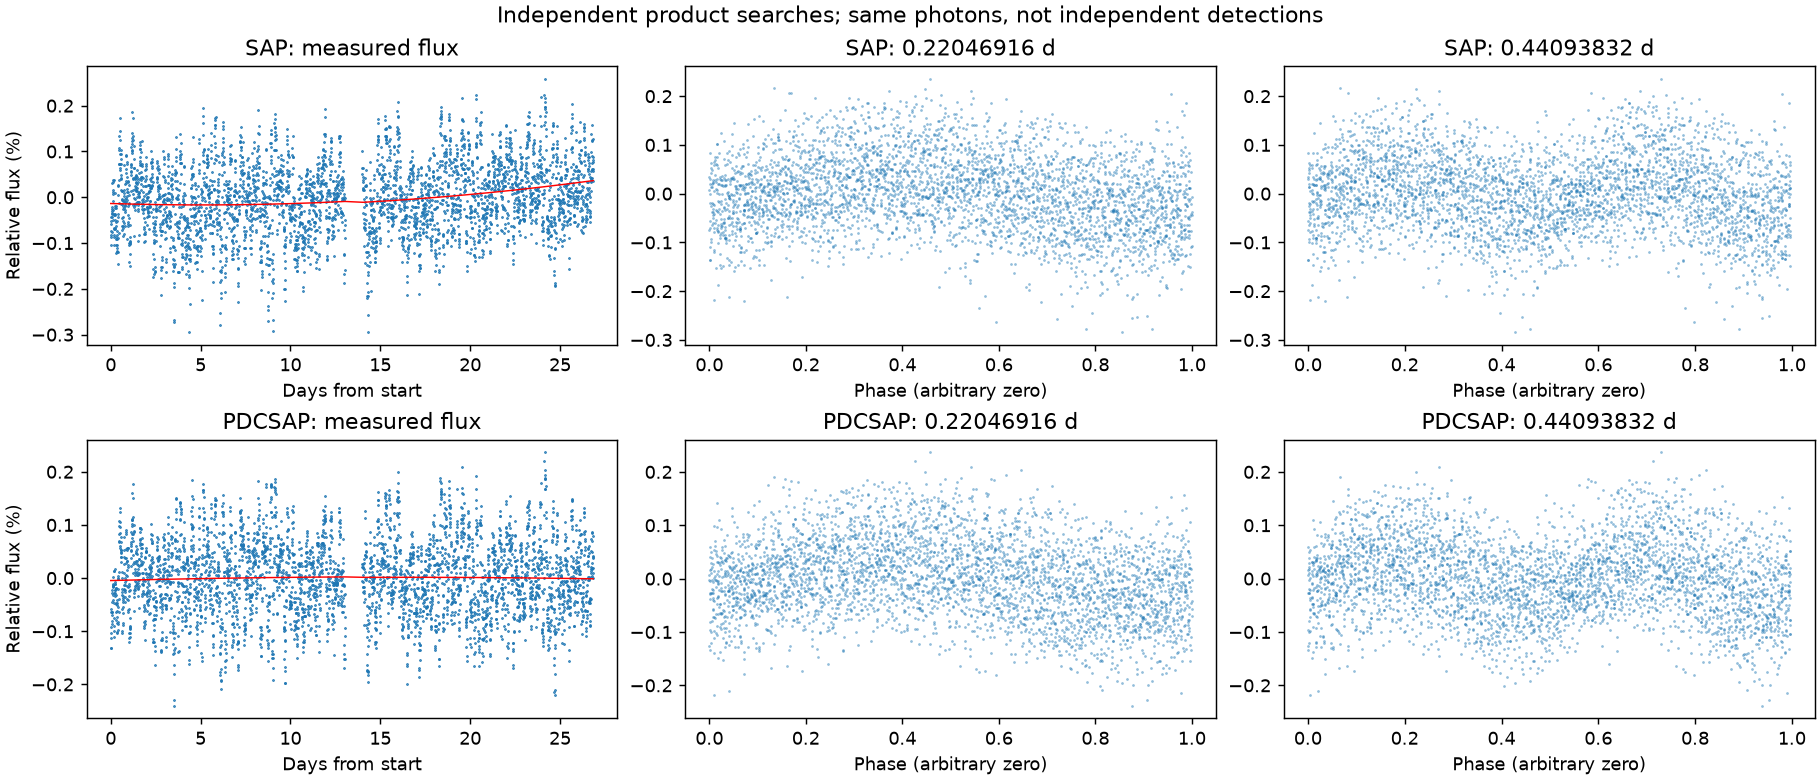 Independent product searches; same photons, not independent detections
SAP: measured flux
SAP: 0.22046916 d
SAP: 0.44093832 d
Relative flux (%)
0.2
0.1
0.0
−0.1
−0.2
−0.3
0 5 10 15 20 25
Days from start
0.2
0.1
0.0
−0.1
−0.2
−0.3
0.0 0.2 0.4 0.6 0.8 1.0
Phase (arbitrary zero)
0.2
0.1
0.0
−0.1
−0.2
−0.3
0.0 0.2 0.4 0.6 0.8 1.0
Phase (arbitrary zero)
PDCSAP: measured flux
PDCSAP: 0.22046916 d
PDCSAP: 0.44093832 d
Relative flux (%)
0.2
0.1
0.0
−0.1
−0.2
0 5 10 15 20 25
Days from start
0.2
0.1
0.0
−0.1
−0.2
0.0 0.2 0.4 0.6 0.8 1.0
Phase (arbitrary zero)
0.2
0.1
0.0
−0.1
−0.2
0.0 0.2 0.4 0.6 0.8 1.0
Phase (arbitrary zero)